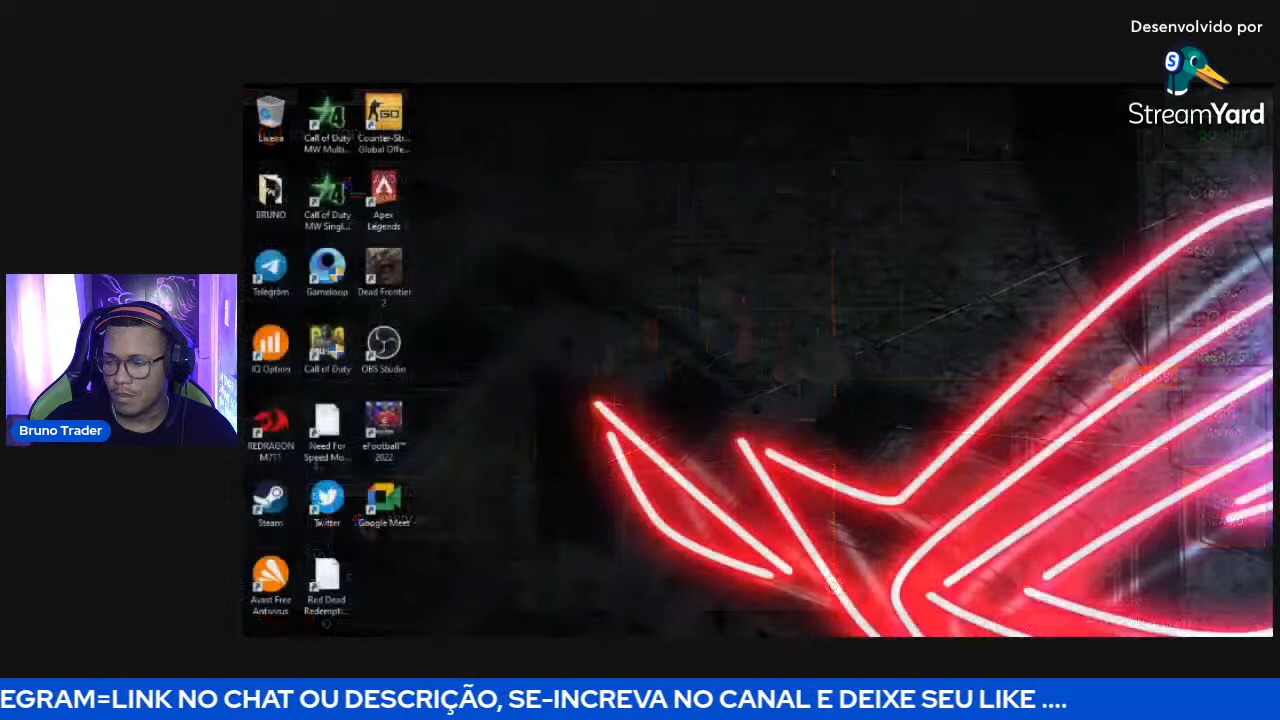 Desenvolvido por
StreamYard
Lixeira
Call of Duty
MW Multi...
Counter-Str...
Global Offe...
BRUNO
Call of Duty
MW Singl...
Apex
Legends
Telegram
Gameloop
Dead Frontier
2
IQ Option
Call of Duty
OBS Studio
REDRAGON
M711
Need For
Speed Mo...
eFootball™
2022
Steam
Twitter
Google Meet
Avast Free
Antivirus
Red Dead
Redempti...
Bruno Trader
EGRAM=LINK NO CHAT OU DESCRIÇÃO, SE-INCREVA NO CANAL E DEIXE SEU LIKE ....